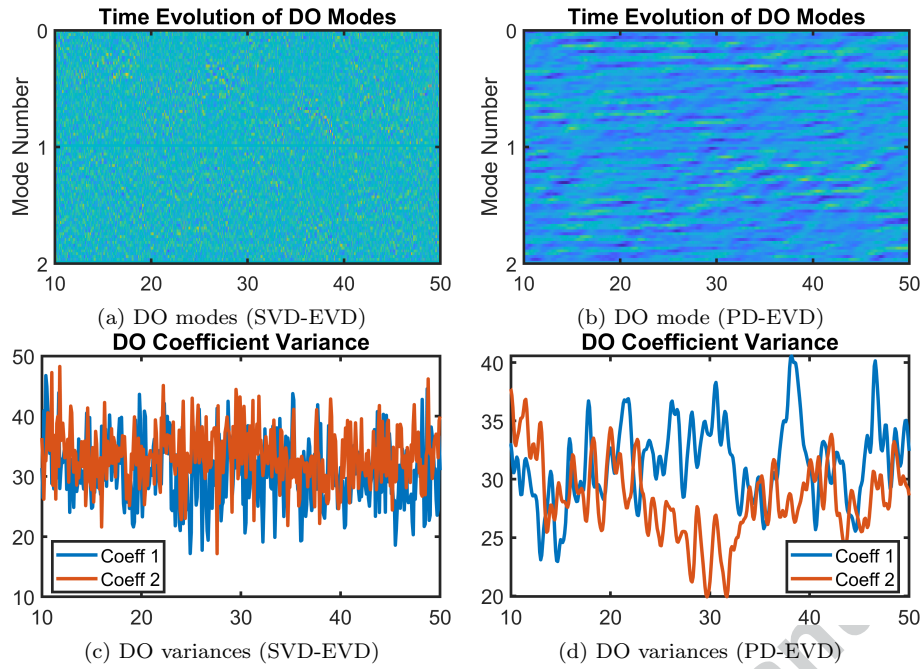 Time Evolution of DO Modes
0
1
2
Mode Number
10 20 30 40 50
(a) DO modes (SVD-EVD)
Time Evolution of DO Modes
0
1
2
Mode Number
10 20 30 40 50
(b) DO mode (PD-EVD)
DO Coefficient Variance
50
40
30
20
10
Coeff 1
Coeff 2
10 20 30 40 50
(c) DO variances (SVD-EVD)
DO Coefficient Variance
40
35
30
25
20
Coeff 1
Coeff 2
10 20 30 40 50
(d) DO variances (PD-EVD)